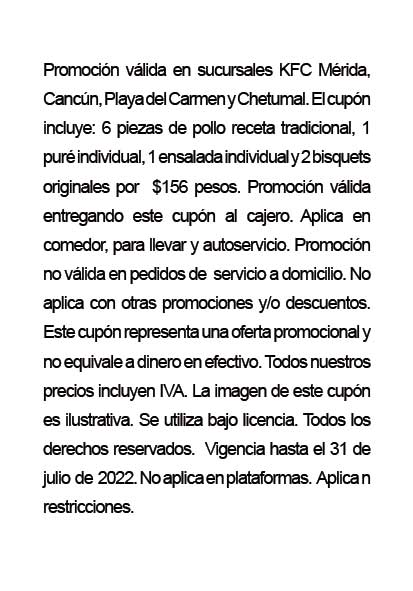 Promoción válida en sucursales KFC Mérida,
Cancún, Playa del Carmen y Chetumal. El cupón
incluye: 6 piezas de pollo receta tradicional, 1
puré individual, 1 ensalada individual y 2 bisquets
originales por $156 pesos. Promoción válida
entregando este cupón al cajero. Aplica en
comedor, para llevar y autoservicio. Promoción
no válida en pedidos de servicio a domicilio. No
aplica con otras promociones y/o descuentos.
Este cupón representa una oferta promocional y
no equivale a dinero en efectivo. Todos nuestros
precios incluyen IVA. La imagen de este cupón
es ilustrativa. Se utiliza bajo licencia. Todos los
derechos reservados. Vigencia hasta el 31 de
julio de 2022. No aplica en plataformas. Aplica n
restricciones.